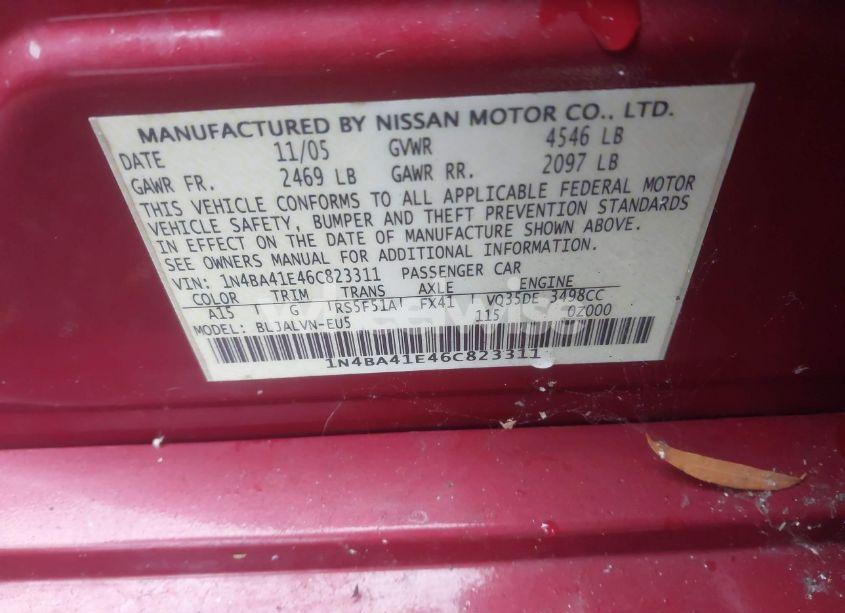 MANUFACTURED BY NISSAN MOTOR CO., LTD.
DATE 11/05 GVWR 4546 LB
GAWR FR. 2469 LB GAWR RR. 2097 LB
THIS VEHICLE CONFORMS TO ALL APPLICABLE FEDERAL MOTOR
VEHICLE SAFETY, BUMPER AND THEFT PREVENTION STANDARDS
IN EFFECT ON THE DATE OF MANUFACTURE SHOWN ABOVE.
SEE OWNERS MANUAL FOR ADDITIONAL INFORMATION.
VIN: 1N4BA41E46C823311 PASSENGER CAR
COLOR TRIM TRANS AXLE ENGINE
A15 G RS5F51A FX41 VQ35DE 3498CC
MODEL: BLJALVN-EU5 115 0Z000
1N4BA41E46C823311